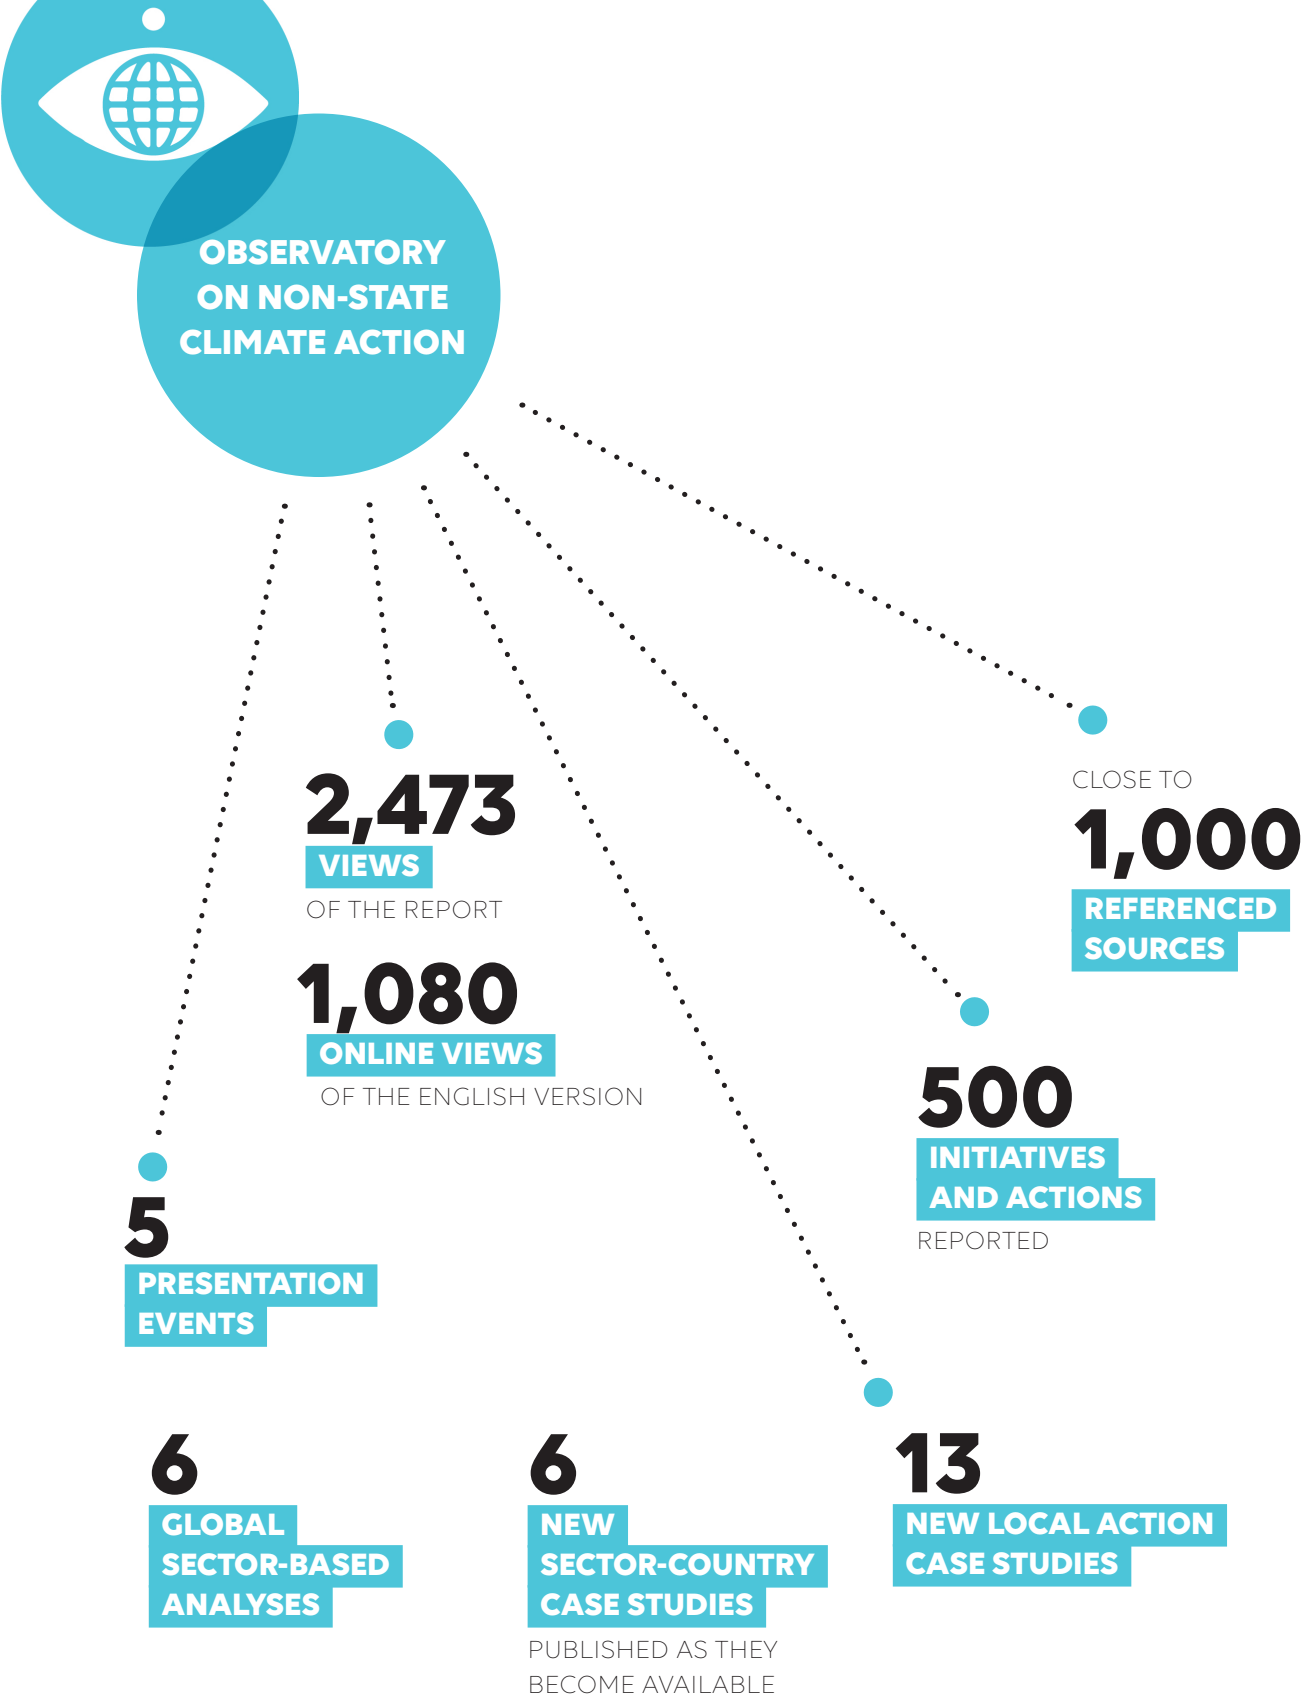 OBSERVATORY
ON NON-STATE
CLIMATE ACTION
2,473
VIEWS
OF THE REPORT
1,080
ONLINE VIEWS
OF THE ENGLISH VERSION
CLOSE TO
1,000
REFERENCED
SOURCES
500
INITIATIVES
AND ACTIONS
REPORTED
5
PRESENTATION
EVENTS
6
GLOBAL
SECTOR-BASED
ANALYSES
6
NEW
SECTOR-COUNTRY
CASE STUDIES
PUBLISHED AS THEY
BECOME AVAILABLE
13
NEW LOCAL ACTION
CASE STUDIES